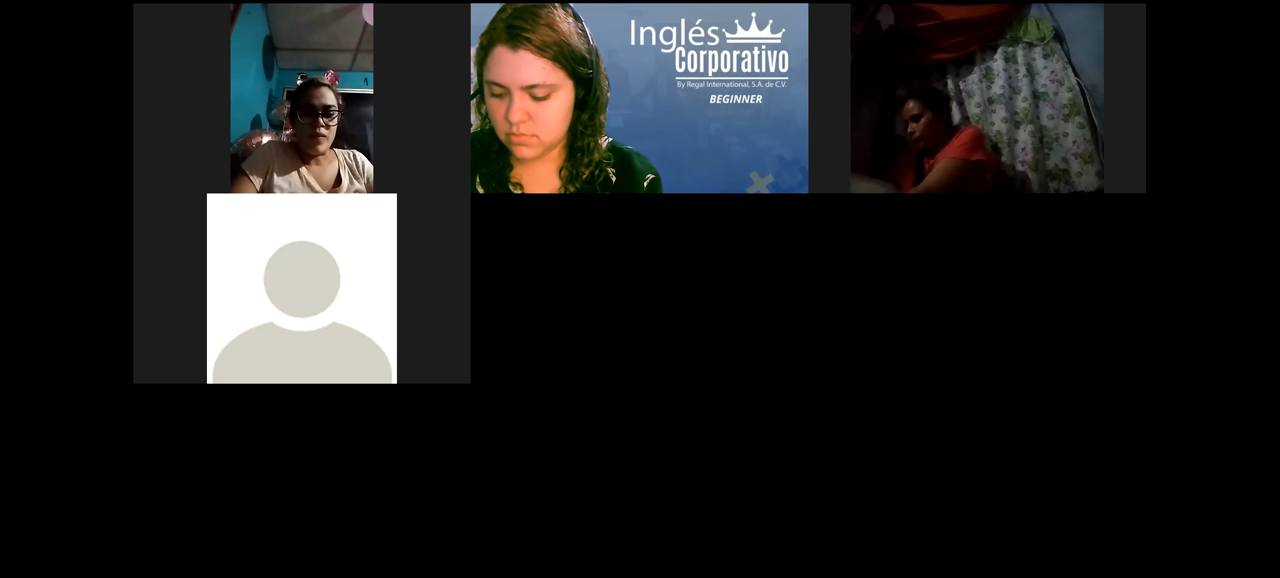 Inglés
Corporativo
By Regal International, S.A. de C.V.
BEGINNER